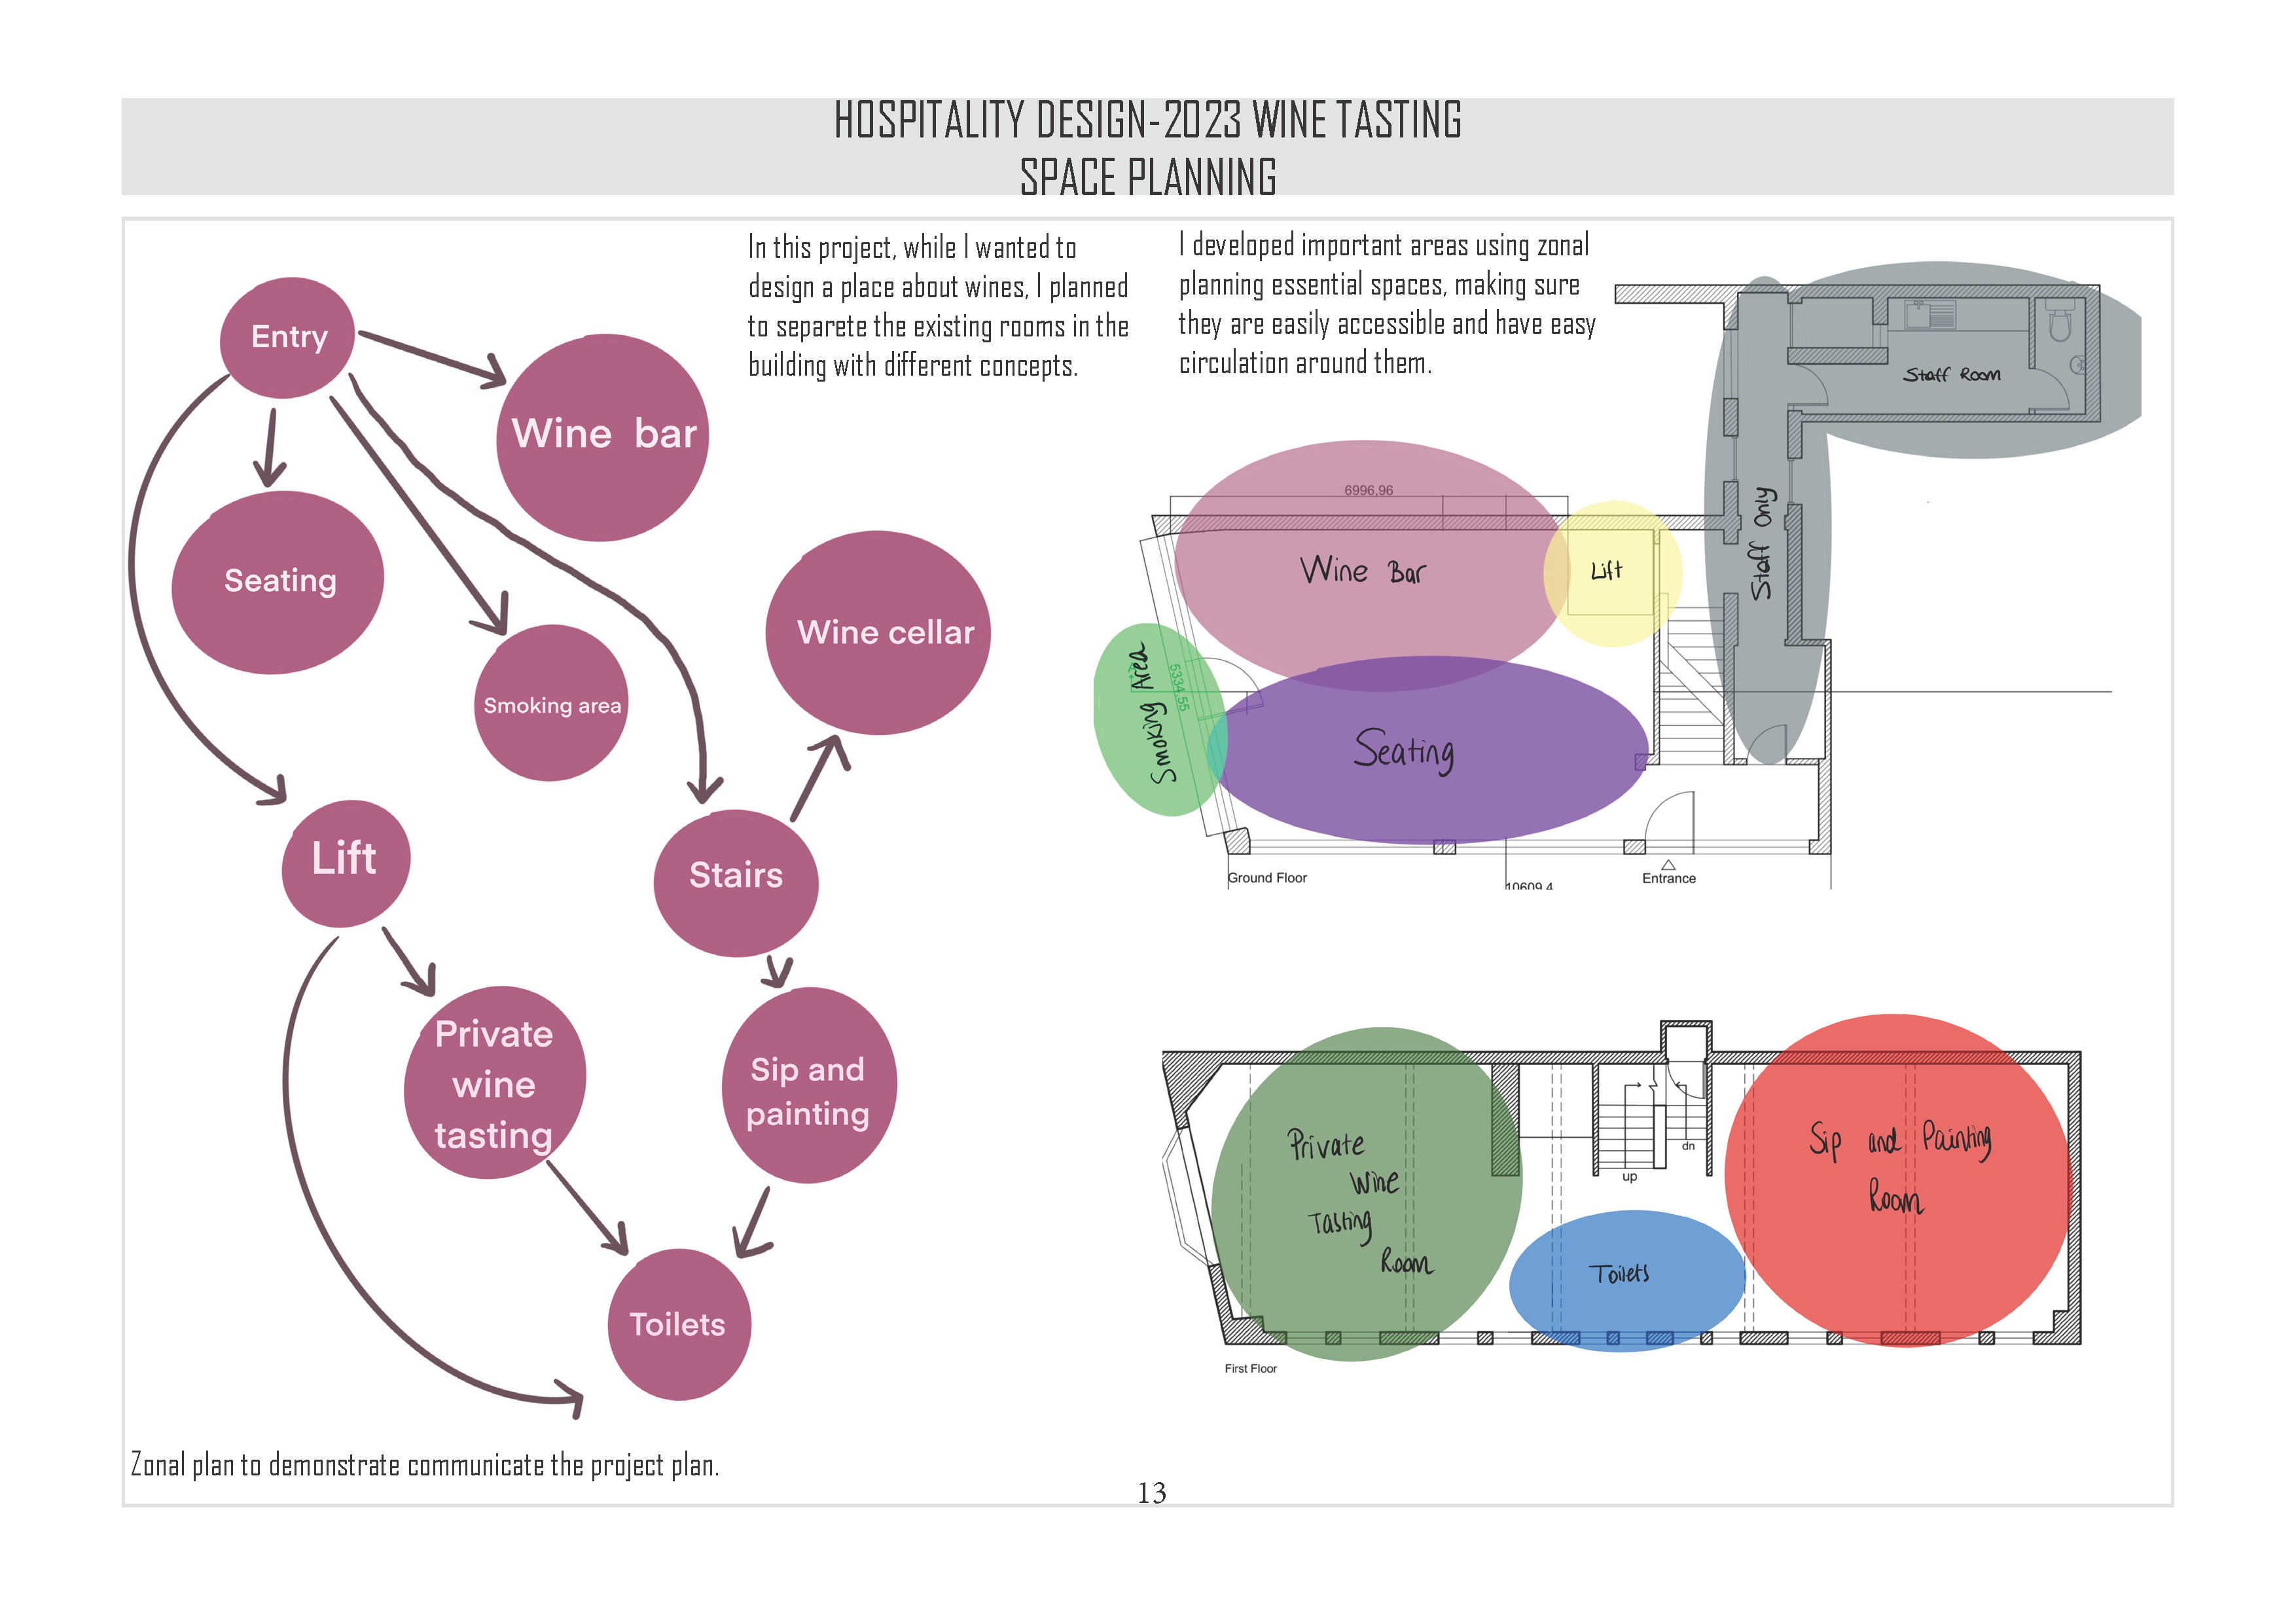 HOSPITALITY DESIGN-2023 WINE TASTING
SPACE PLANNING
In this project, while I wanted to
design a place about wines, I planned
to separete the existing rooms in the
building with different concepts.
I developed important areas using zonal
planning essential spaces, making sure
they are easily accessible and have easy
circulation around them.
Entry
Wine bar
Seating
Wine cellar
Smoking area
Lift
Stairs
Private
wine
tasting
Sip and
painting
Toilets
Zonal plan to demonstrate communicate the project plan.
Staff Room
Staff Only
6996,96
Wine Bar
Lift
Smoking Area
5334,55
Seating
Ground Floor
10609,4
Entrance
Private
Wine
Tasting
Room
up
dn
Toilets
Sip and Painting
Room
First Floor
13